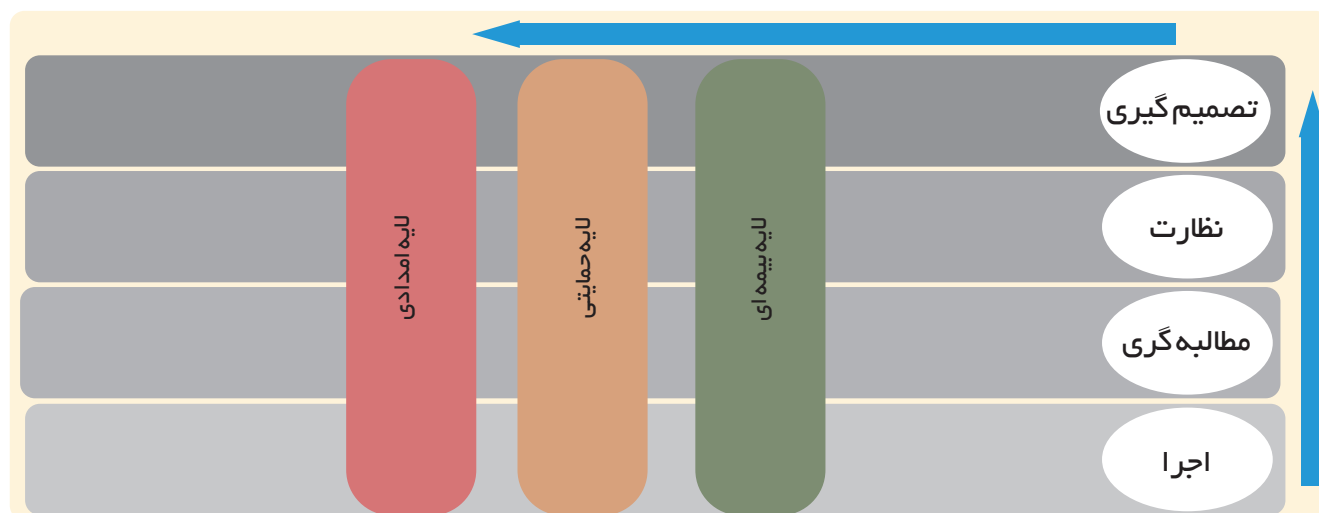 تصمیم گیری
نظارت
مطالبه گری
اجرا
لایه بیمه ای
لایه حمایتی
لایه امدادی